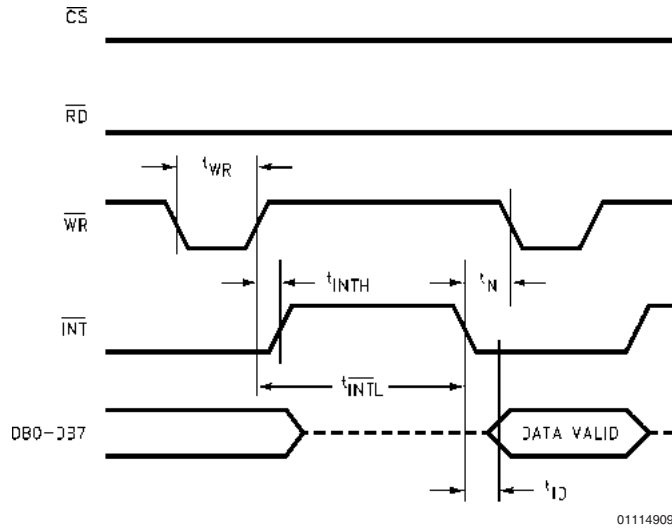 CS
RD
tWR
WR
tINTH
tN
INT
tINTL
DB0-DB7
DATA VALID
tID
01114909